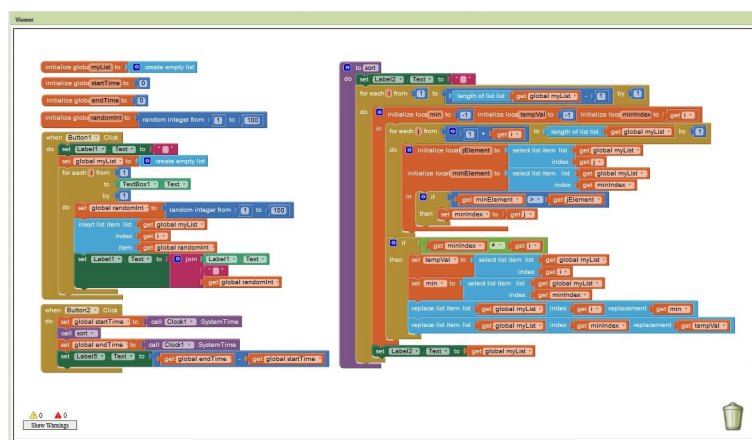 Viewer
initialize global myList to create empty list
initialize global startTime to 0
initialize global endTime to 0
initialize global randomInt to random integer from 1 to 100
when Button1 .Click
do set Label1 . Text to " "
set global myList to create empty list
for each i from 1
to TextBox1 . Text
by 1
do set global randomInt to random integer from 1 to 100
insert list item list get global myList
index get i
item get global randomInt
set Label1 . Text to join Label1 . Text
" "
get global randomInt
when Button2 .Click
do set global startTime to call Clock1 .SystemTime
call sort
set global endTime to call Clock1 .SystemTime
set Label5 . Text to get global endTime - get global startTime
to sort
do set Label2 . Text to " "
for each i from 1 to length of list list get global myList - 1 by 1
do initialize local min to -1 initialize local tempVal to -1 initialize local minIndex to get i
in for each j from 1 + get i to length of list list get global myList by 1
do initialize local jElement to select list item list get global myList
index get j
initialize local minElement to select list item list get global myList
index get minIndex
in if get minElement > get jElement
then set minIndex to get j
if get minIndex ≠ get i
then set tempVal to select list item list get global myList
index get i
set min to select list item list get global myList
index get minIndex
replace list item list get global myList index get i replacement get min
replace list item list get global myList index get minIndex replacement get tempVal
set Label2 . Text to get global myList
0 0
Show Warnings